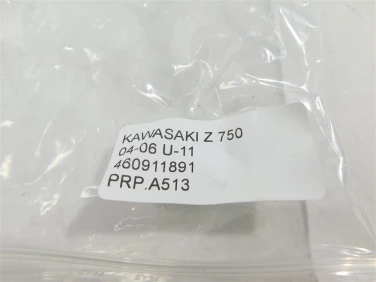 KAWASAKI Z 750
04-06 U-11
460911891
PRP.A513